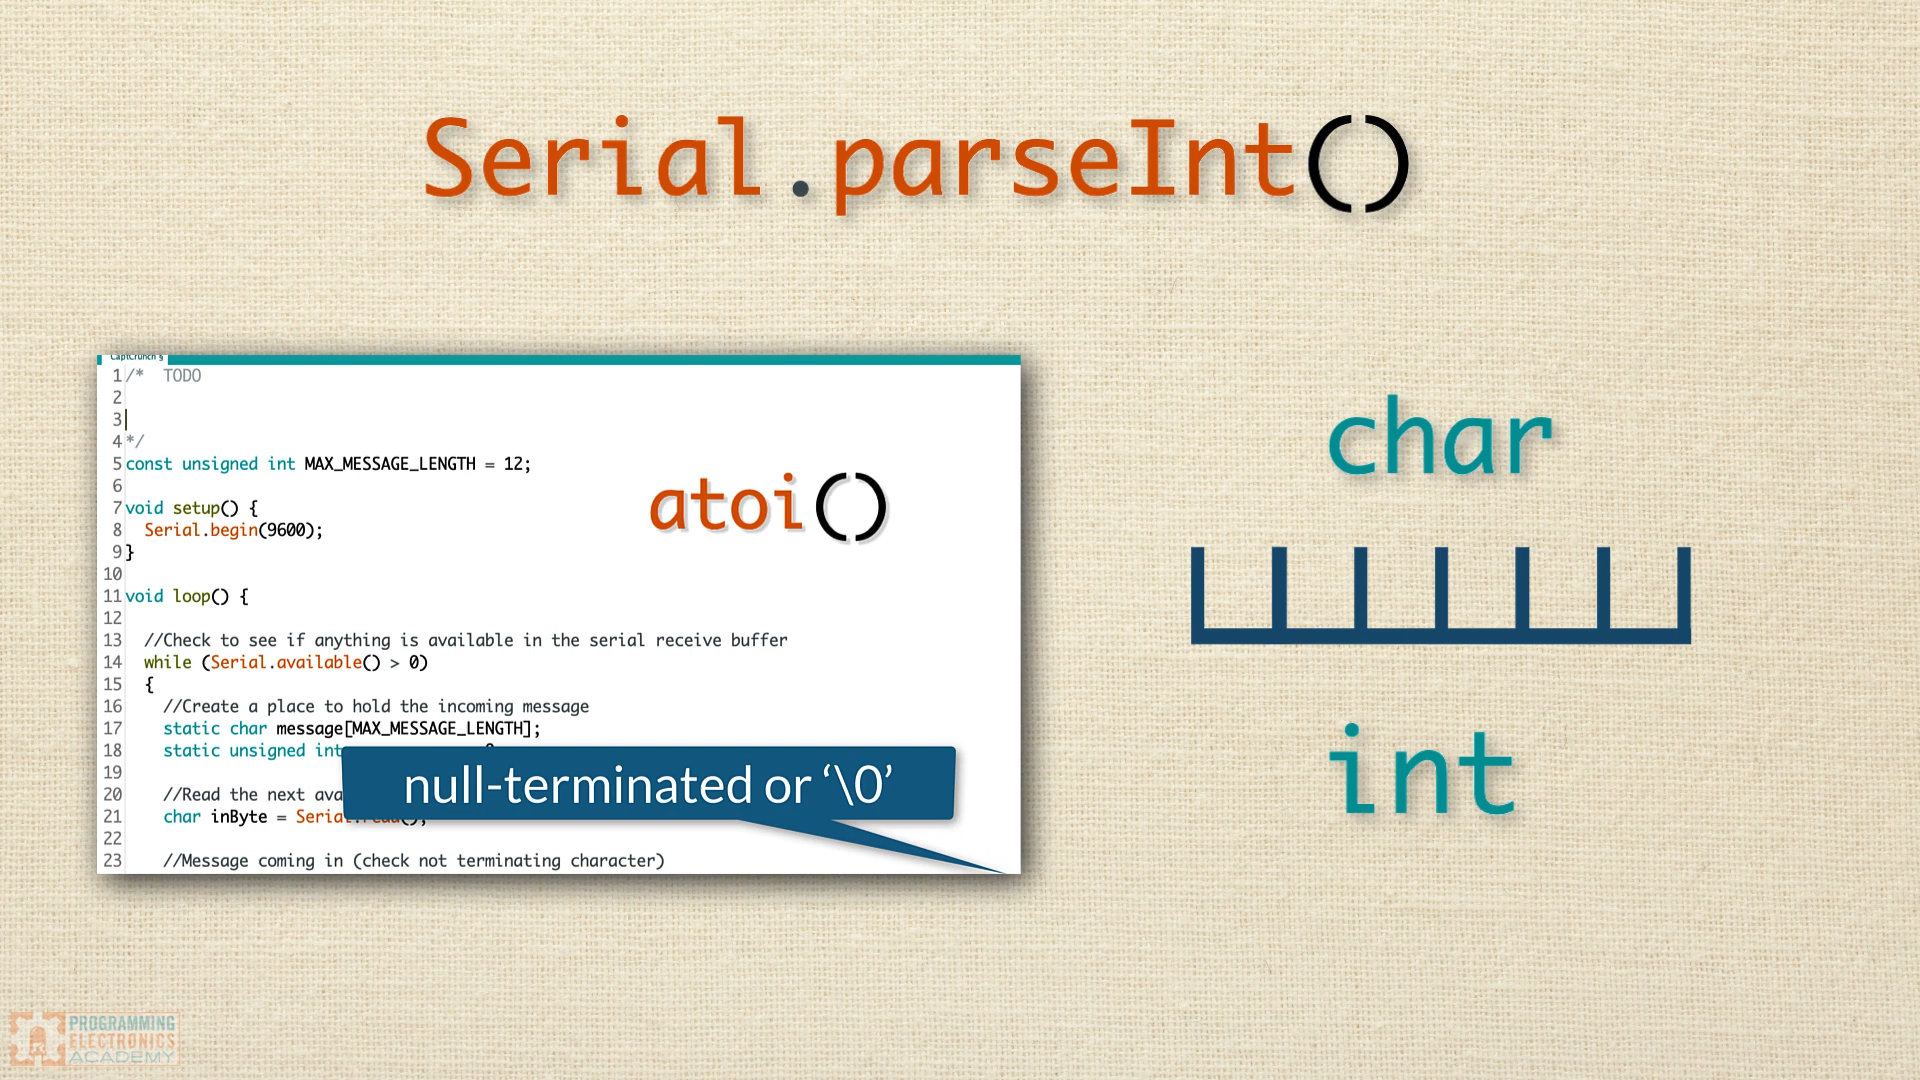 Serial.parseInt()
CaptCrunch §
1 /*  TODO
2
3
4 */
5 const unsigned int MAX_MESSAGE_LENGTH = 12;
6
7 void setup() {
8   Serial.begin(9600);
9 }
10
11 void loop() {
12
13   //Check to see if anything is available in the serial receive buffer
14   while (Serial.available() > 0)
15   {
16     //Create a place to hold the incoming message
17     static char message[MAX_MESSAGE_LENGTH];
18     static unsigned int
19
20     //Read the next ava
21     char inByte = Serial.read();
22
23     //Message coming in (check not terminating character)
atoi()
null-terminated or ‘\0’
char
int
PROGRAMMING
ELECTRONICS
ACADEMY